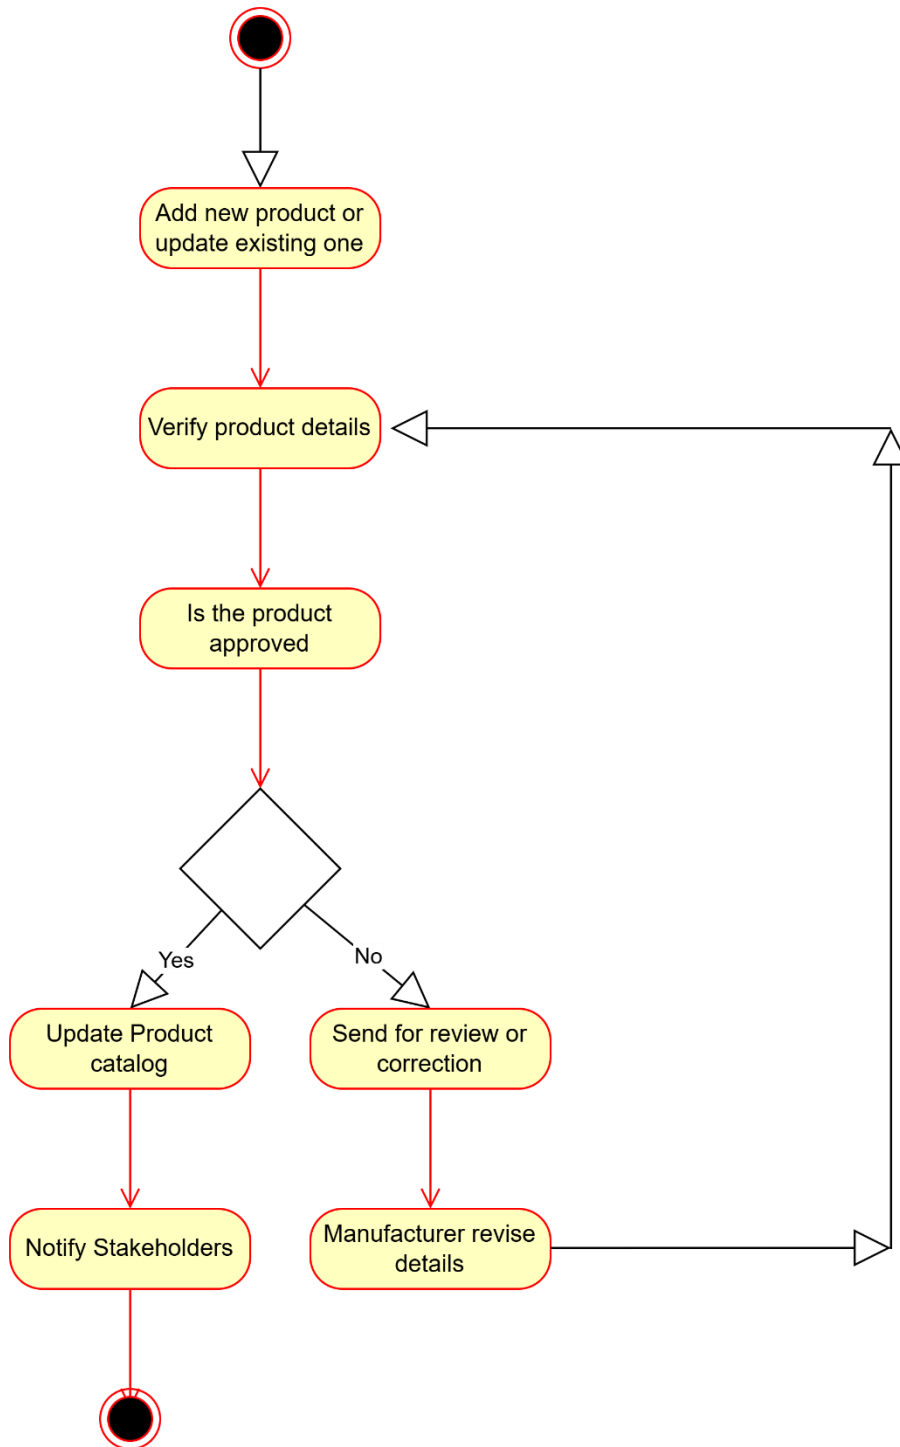 Add new product or
update existing one
Verify product details
Is the product
approved
Yes
No
Update Product
catalog
Send for review or
correction
Notify Stakeholders
Manufacturer revise
details